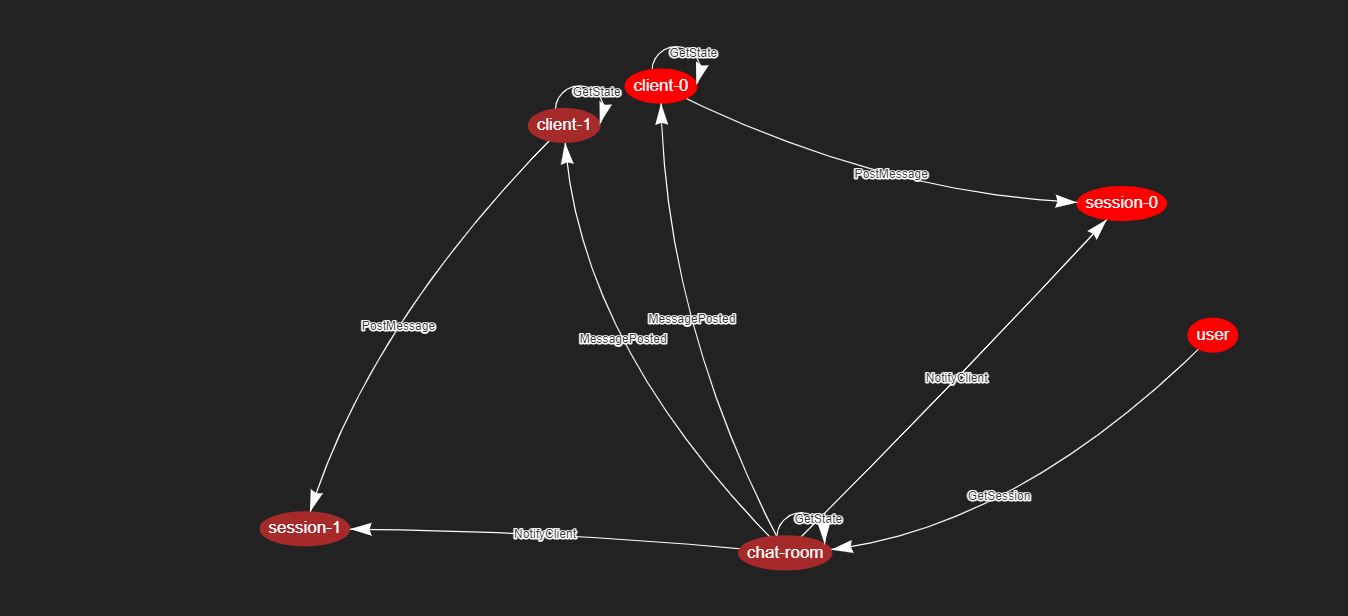 GetState
client-0
GetState
client-1
PostMessage
session-0
MessagePosted
PostMessage
user
MessagePosted
NotifyClient
GetSession
GetState
session-1
NotifyClient
chat-room